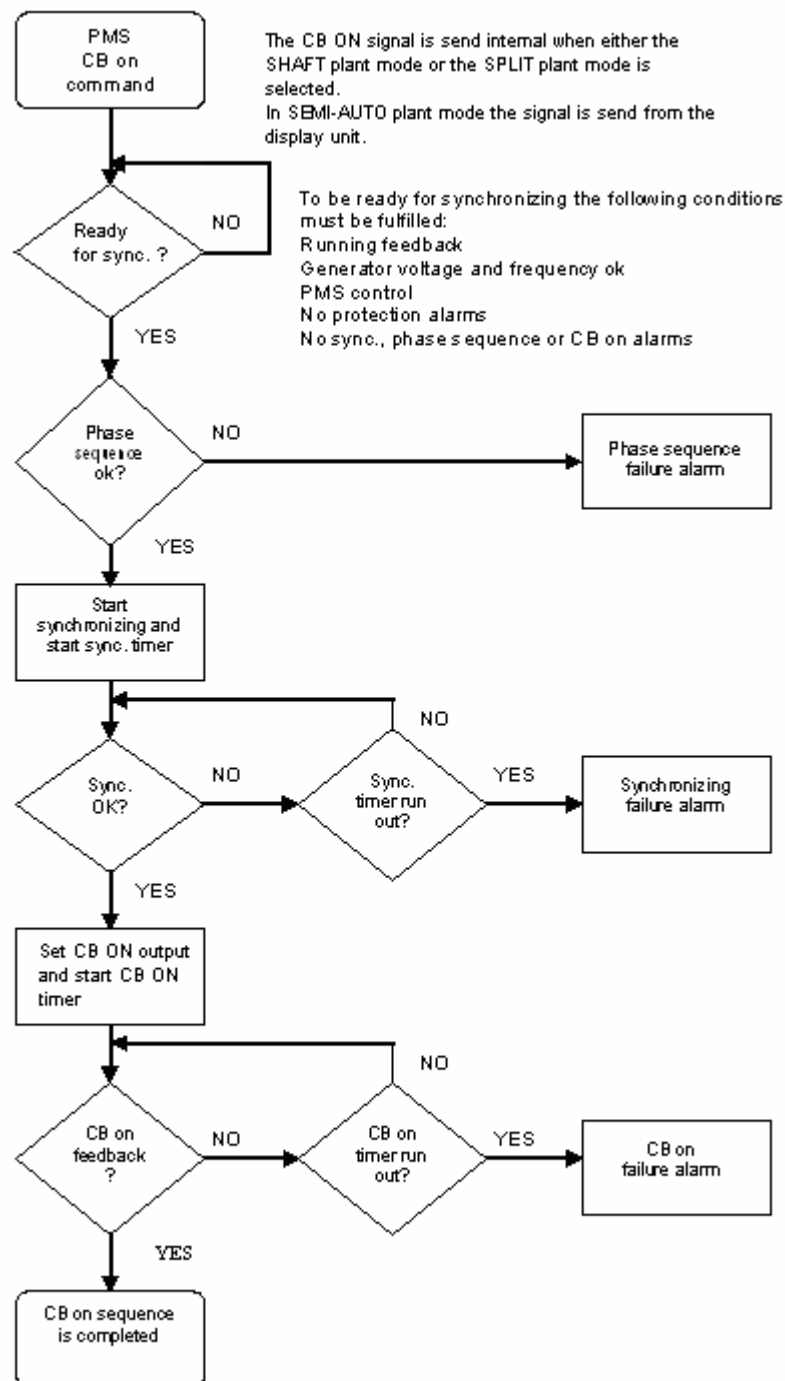 PMS
CB on
command
The CB ON signal is send internal when either the
SHAFT plant mode or the SPLIT plant mode is
selected.
In SEMI-AUTO plant mode the signal is send from the
display unit.
Ready
for sync. ?
NO
To be ready for synchronizing the following conditions
must be fulfilled:
Running feedback
Generator voltage and frequency ok
PMS control
No protection alarms
No sync., phase sequence or CB on alarms
YES
Phase
sequence
ok?
NO
Phase sequence
failure alarm
YES
Start
synchronizing and
start sync. timer
NO
Sync.
OK?
NO
Sync.
timer run
out?
YES
Synchronizing
failure alarm
YES
Set CB ON output
and start CB ON
timer
NO
CB on
feedback
?
NO
CB on
timer run
out?
YES
CB on
failure alarm
YES
CB on sequence
is completed